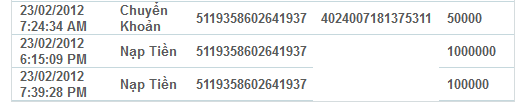 23/02/2012 Chuyển
7:24:34 AM Khoản 5119358602641937 4024007181375311 50000
23/02/2012
6:15:09 PM Nạp Tiền 5119358602641937 1000000
23/02/2012
7:39:28 PM Nạp Tiền 5119358602641937 100000